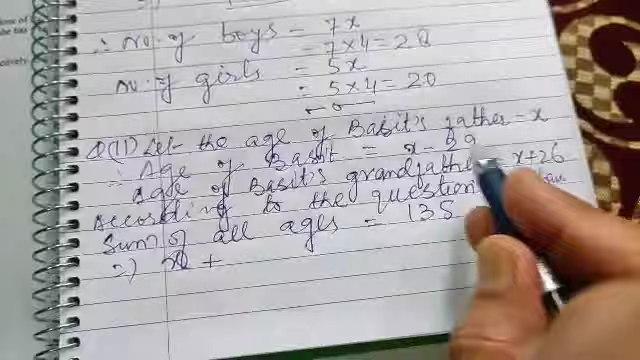 ∴ No. of boys = 7x
= 7×4 = 28
No. of girls = 5x
= 5×4 = 20
Q(11) Let the age of Basit's father = x
∴ Age of Basit = x - 29
Age of Basit's grandfather x+26
According to the question
Sum of all ages = 135
=) x +